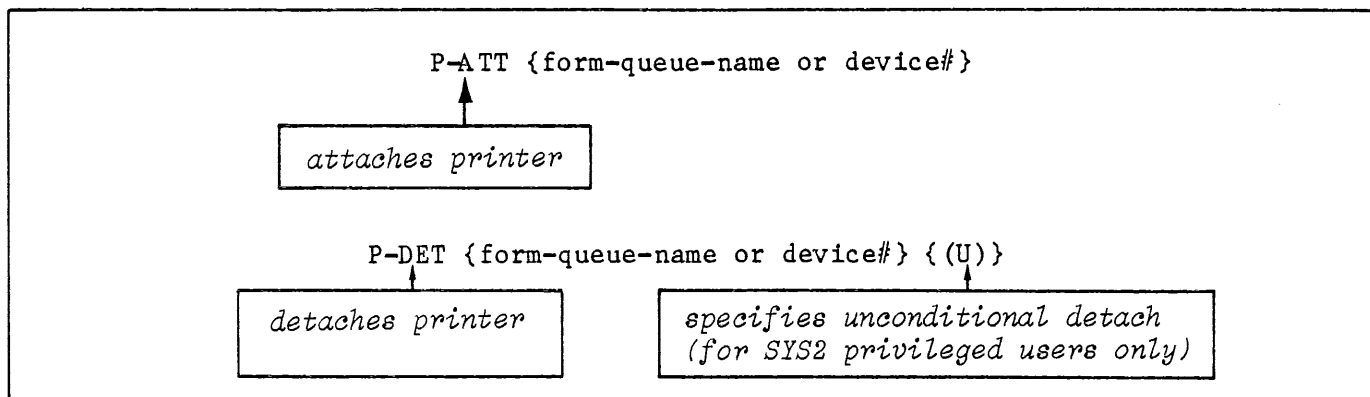 P-ATT {form-queue-name or device#}
attaches printer
P-DET {form-queue-name or device#} {(U)}
detaches printer
specifies unconditional detach
(for SYS2 privileged users only)